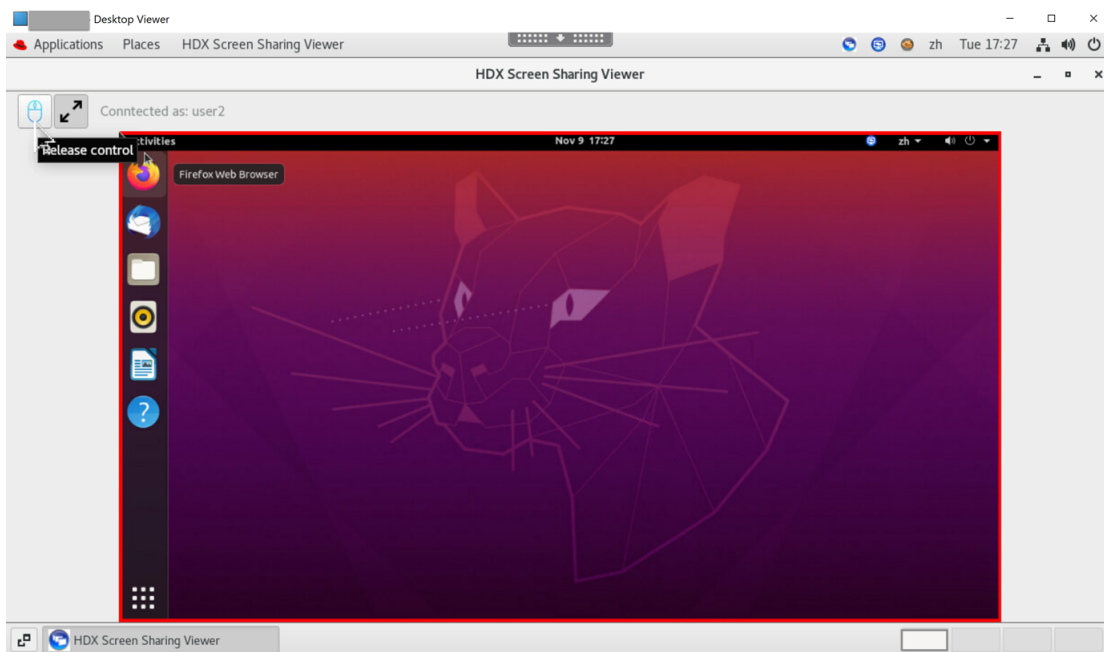 Desktop Viewer
Applications Places HDX Screen Sharing Viewer zh Tue 17:27
HDX Screen Sharing Viewer
Conntected as: user2
Release control
ctivities Nov 9 17:27 zh
Firefox Web Browser
?
HDX Screen Sharing Viewer